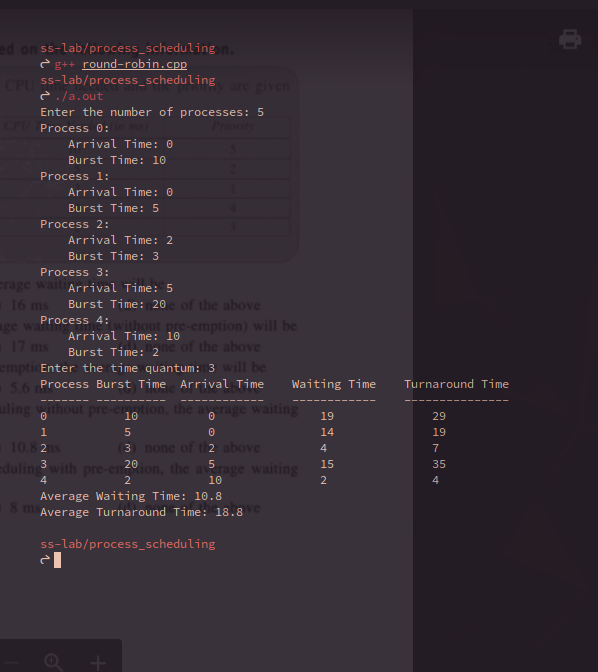 ss-lab/process_scheduling
g++ round-robin.cpp
ss-lab/process_scheduling
./a.out
Enter the number of processes: 5
Process 0:
Arrival Time: 0
Burst Time: 10
Process 1:
Arrival Time: 0
Burst Time: 5
Process 2:
Arrival Time: 2
Burst Time: 3
Process 3:
Arrival Time: 5
Burst Time: 20
Process 4:
Arrival Time: 10
Burst Time: 2
Enter the time quantum: 3
Process Burst Time Arrival Time Waiting Time Turnaround Time
------- ---------- ------------ ------------ ---------------
0 10 0 19 29
1 5 0 14 19
2 3 2 4 7
3 20 5 15 35
4 2 10 2 4
Average Waiting Time: 10.8
Average Turnaround Time: 18.8
ss-lab/process_scheduling